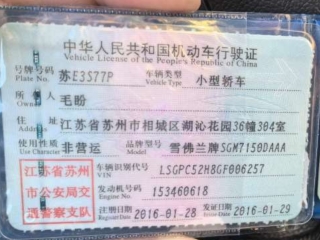 中华人民共和国机动车行驶证
Vehicle License of the People's Republic of China
号牌号码 苏E3S77P 车辆类型 小型轿车
Plate No. Vehicle Type
所有人 毛盼
Owner
住址 江苏省苏州市相城区湖沁花园36幢304室
Address
使用性质 非营运 品牌型号 雪佛兰牌SGM7150DAAA
Use Character Model
江苏省苏州市公安局交通警察支队
车辆识别代号 LSGPC52H8GF006257
VIN
发动机号码 153460618
Engine No.
注册日期 2016-01-28 发证日期 2016-01-29
Register Date Issue Date